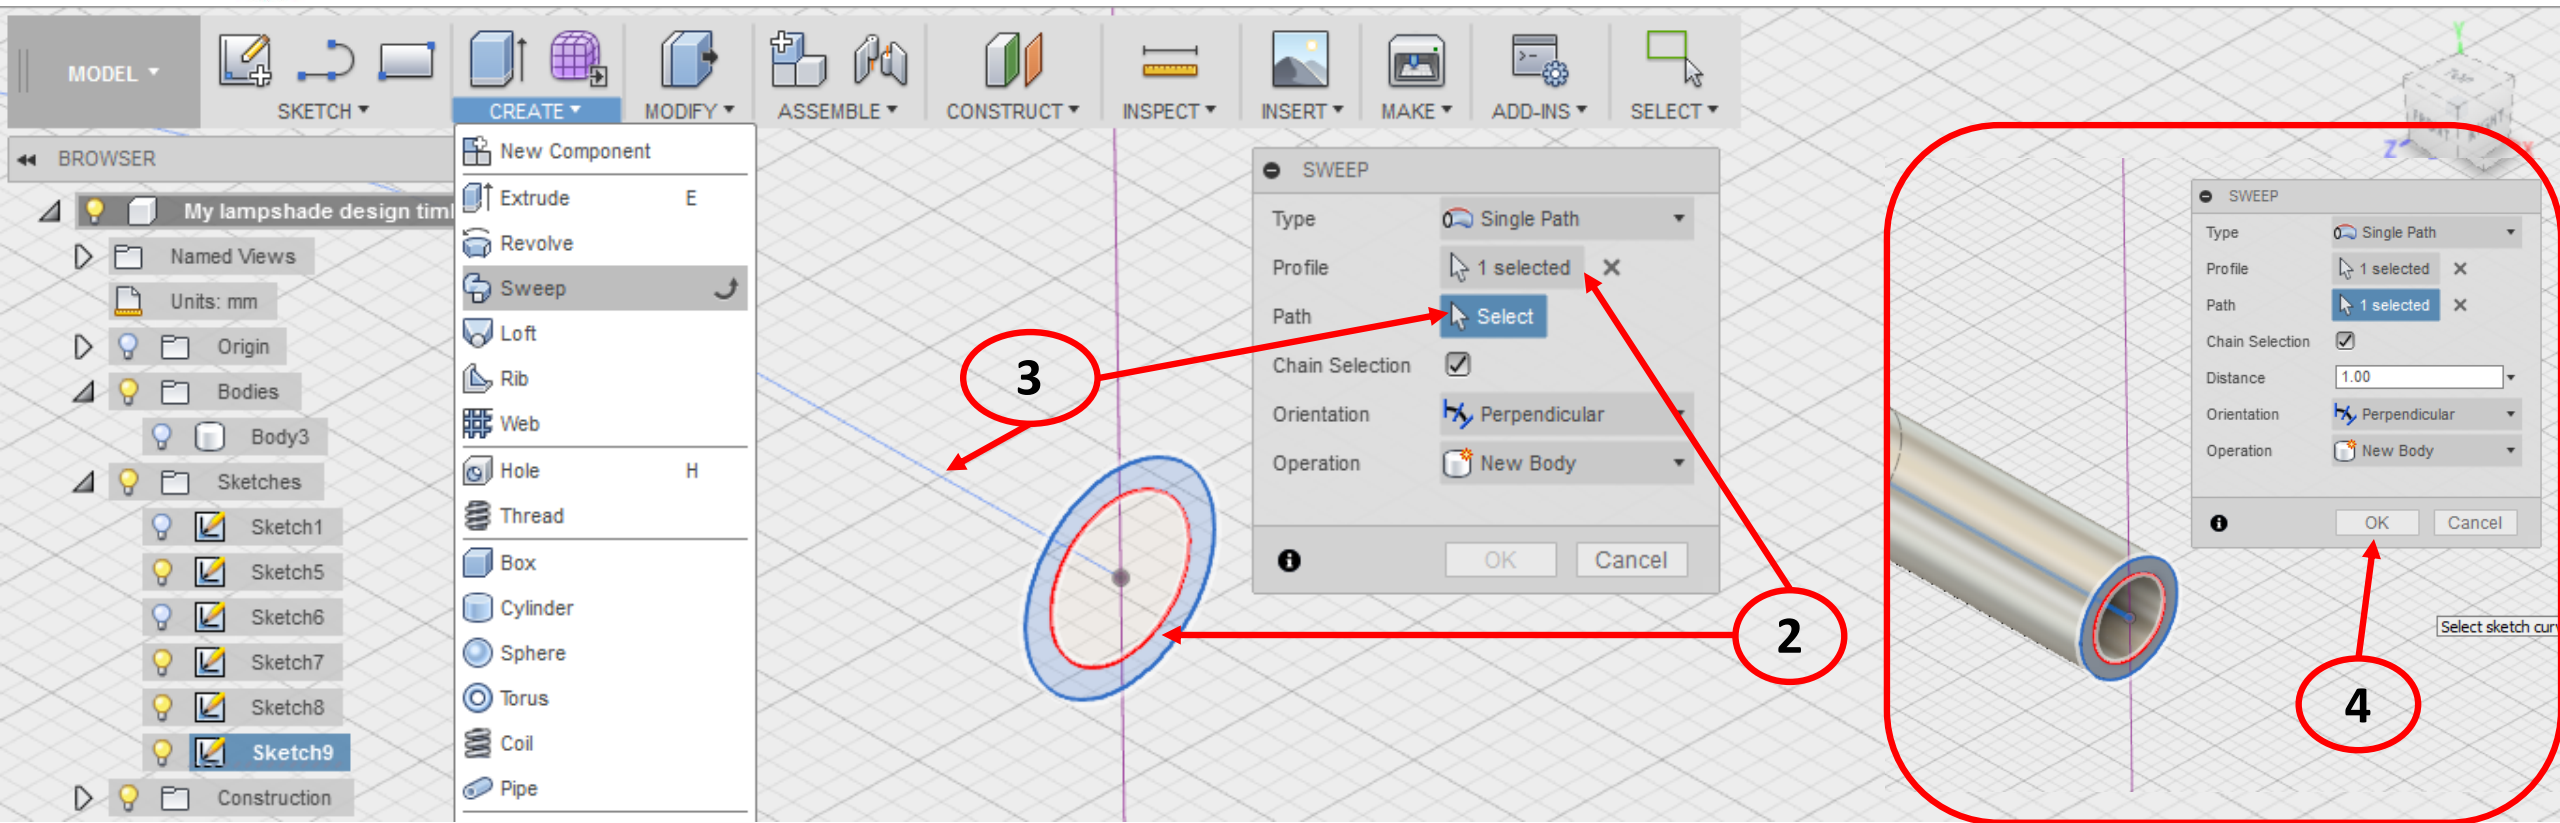 MODEL
SKETCH
CREATE
MODIFY
ASSEMBLE
CONSTRUCT
INSPECT
INSERT
MAKE
ADD-INS
SELECT
BROWSER
My lampshade design
Named Views
Units: mm
Origin
Bodies
Body3
Sketches
Sketch1
Sketch5
Sketch6
Sketch7
Sketch8
Sketch9
Construction
New Component
Extrude E
Revolve
Sweep
Loft
Rib
Web
Hole H
Thread
Box
Cylinder
Sphere
Torus
Coil
Pipe
3
SWEEP
Type Single Path
Profile 1 selected
Path Select
Chain Selection
Orientation Perpendicular
Operation New Body
OK Cancel
2
Y
Z
X
SWEEP
Type Single Path
Profile 1 selected
Path 1 selected
Chain Selection
Distance 1.00
Orientation Perpendicular
Operation New Body
OK Cancel
Select sketch
4